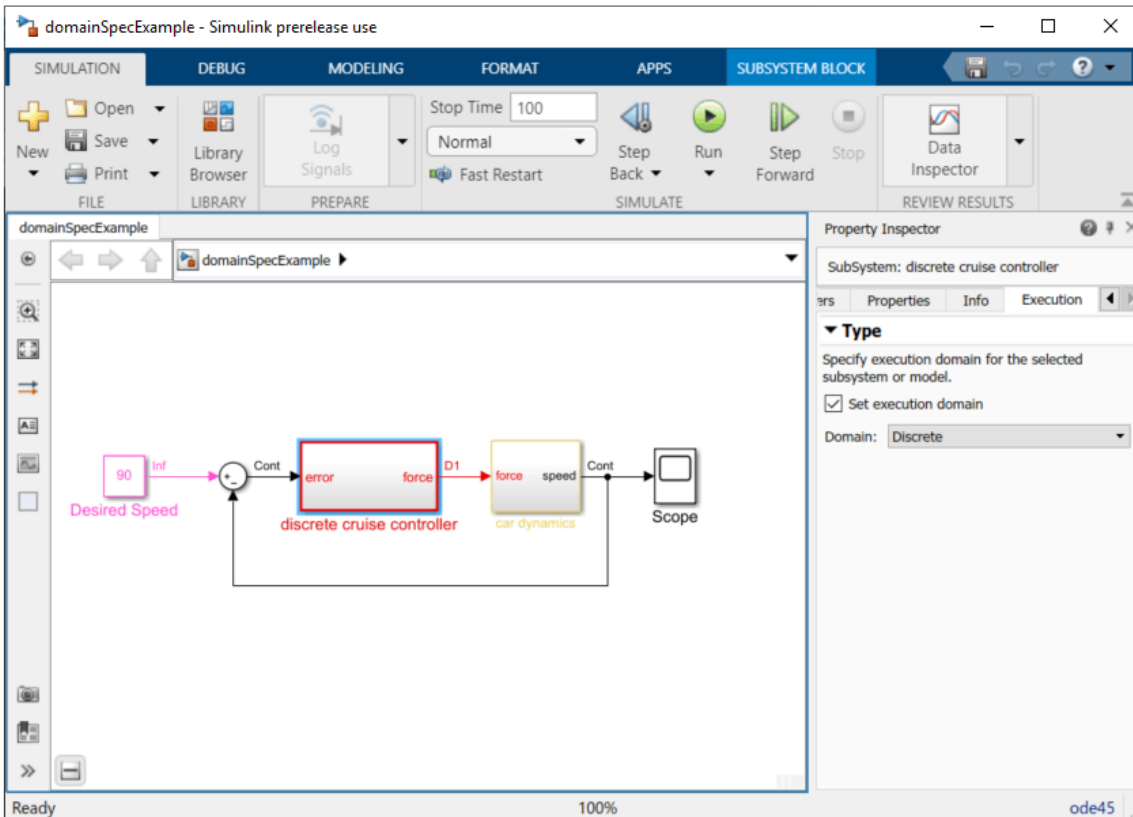 domainSpecExample - Simulink prerelease use
SIMULATION DEBUG MODELING FORMAT APPS SUBSYSTEM BLOCK
New
Open
Save
Print
FILE
Library
Browser
LIBRARY
Log
Signals
PREPARE
Stop Time 100
Normal
Fast Restart
Step
Back
Run
Step
Forward
Stop
SIMULATE
Data
Inspector
REVIEW RESULTS
domainSpecExample
domainSpecExample
90
Inf
Desired Speed
Cont
error force
discrete cruise controller
D1
force speed
car dynamics
Cont
Scope
Property Inspector
SubSystem: discrete cruise controller
ers Properties Info Execution
Type
Specify execution domain for the selected
subsystem or model.
Set execution domain
Domain: Discrete
Ready 100% ode45